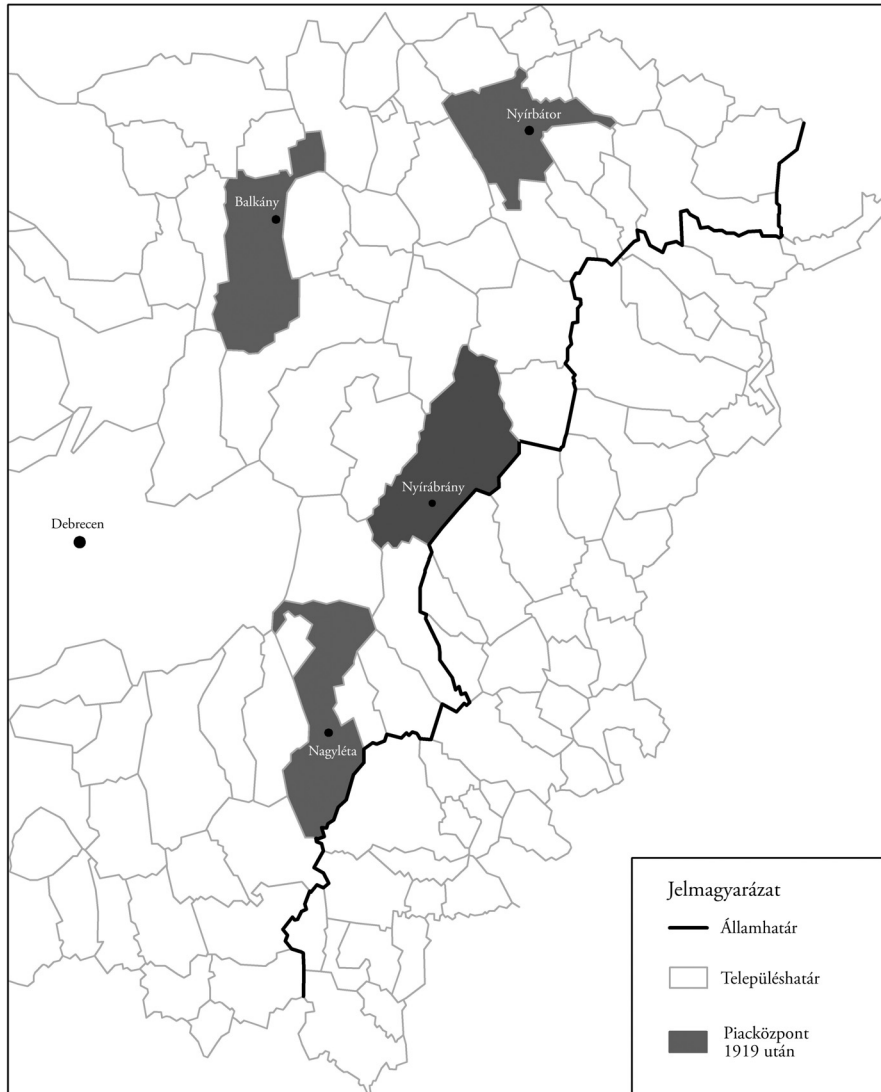 Nyírbátor
Balkány
Nyírábrány
Debrecen
Nagyléta
Jelmagyarázat
Államhatár
Településhatár
Piacközpont
1919 után